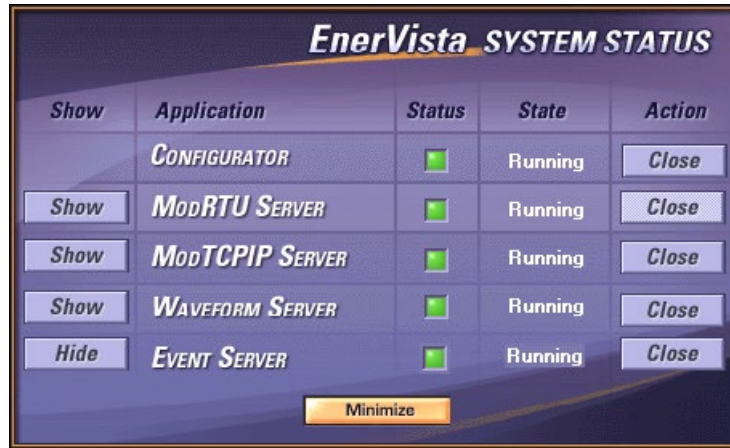 EnerVista SYSTEM STATUS
Show Application Status State Action
CONFIGURATOR Running Close
Show MODRTU SERVER Running Close
Show MODTCPIP SERVER Running Close
Show WAVEFORM SERVER Running Close
Hide EVENT SERVER Running Close
Minimize